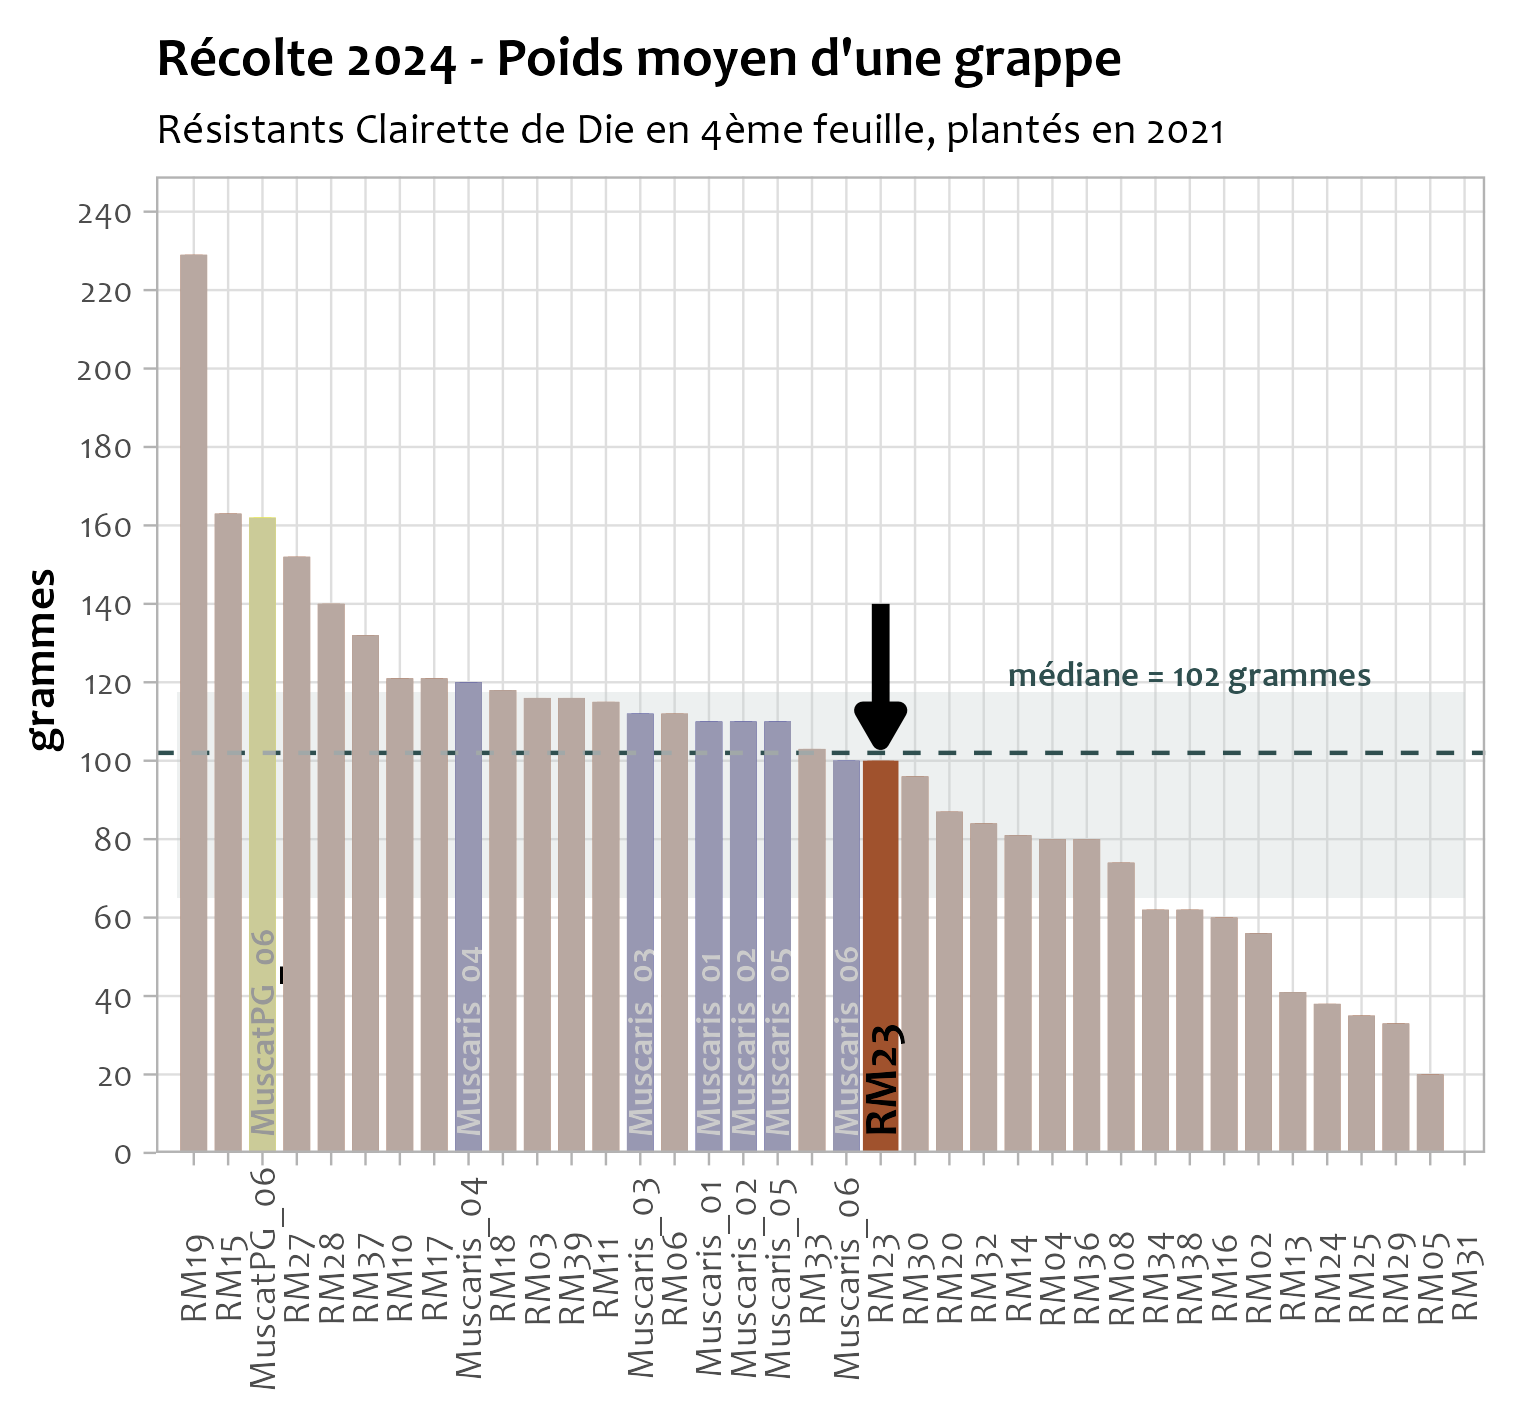 Récolte 2024 - Poids moyen d'une grappe
Résistants Clairette de Die en 4ème feuille, plantés en 2021
grammes
240
220
200
180
160
140
120
100
80
60
40
20
0
médiane = 102 grammes
MuscatPG_06
Muscaris_04
Muscaris_03
Muscaris_01
Muscaris_02
Muscaris_05
Muscaris_06
RM23
RM19
RM15
MuscatPG_06
RM27
RM28
RM37
RM10
RM17
Muscaris_04
RM18
RM03
RM39
RM11
Muscaris_03
RM06
Muscaris_01
Muscaris_02
Muscaris_05
RM33
Muscaris_06
RM23
RM30
RM20
RM32
RM14
RM04
RM36
RM08
RM34
RM38
RM16
RM02
RM13
RM24
RM25
RM29
RM05
RM31